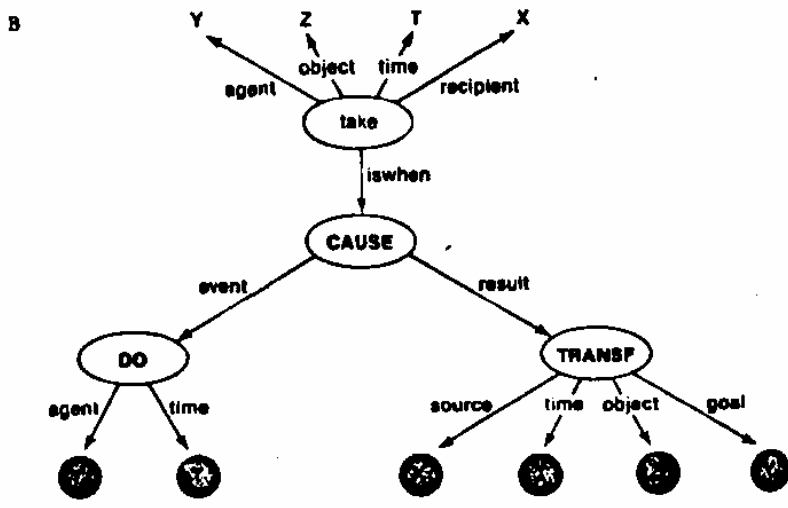 B
Y Z T X
agent object time recipient
take
iswhen
CAUSE
event result
DO TRANSF
agent time source time object goal